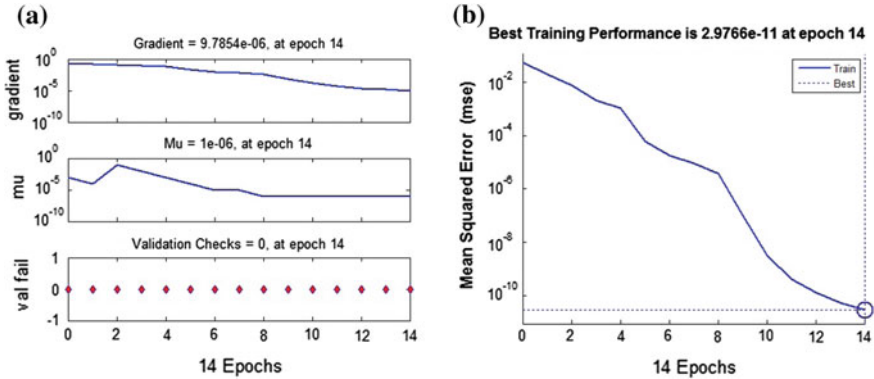 (a)
Gradient = 9.7854e-06, at epoch 14
gradient
10^0
10^-5
10^-10
Mu = 1e-06, at epoch 14
mu
10^0
10^-5
10^-10
Validation Checks = 0, at epoch 14
val fail
1
0
-1
0 2 4 6 8 10 12 14
14 Epochs
(b)
Best Training Performance is 2.9766e-11 at epoch 14
Train
Best
Mean Squared Error (mse)
10^-2
10^-4
10^-6
10^-8
10^-10
0 2 4 6 8 10 12 14
14 Epochs